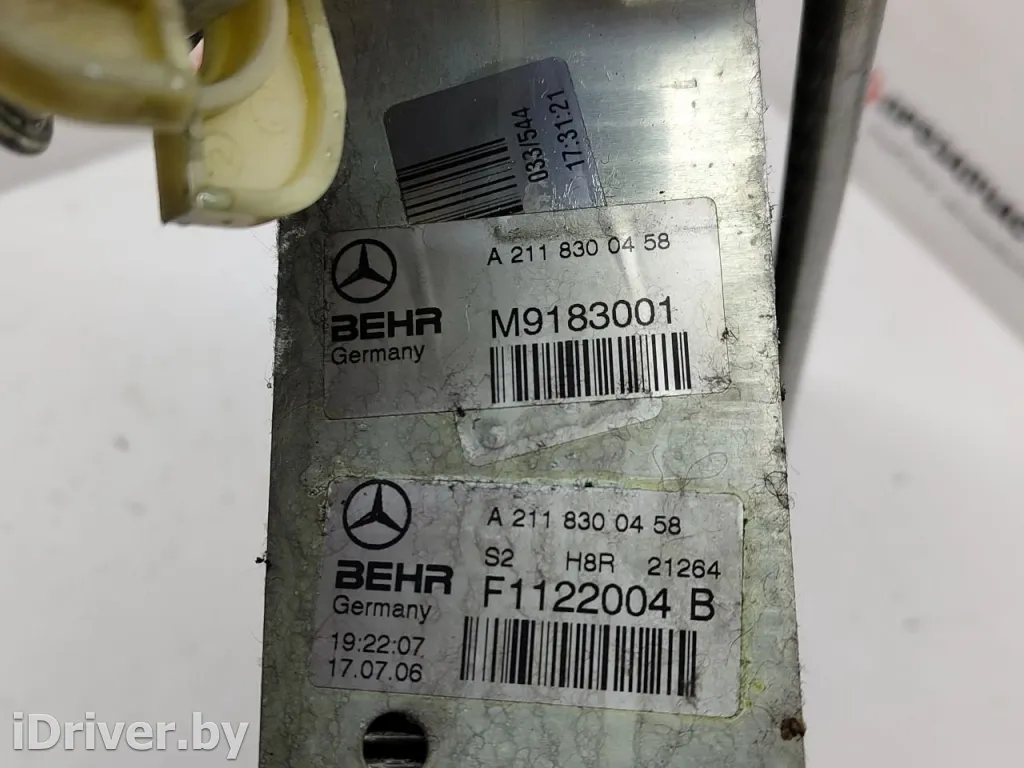 033/544
17:31:21
A 211 830 04 58
BEHR
M9183001
Germany
A 211 830 04 58
S2 H8R 21264
BEHR
F1122004 B
Germany
19:22:07
17.07.06
iDriver.by